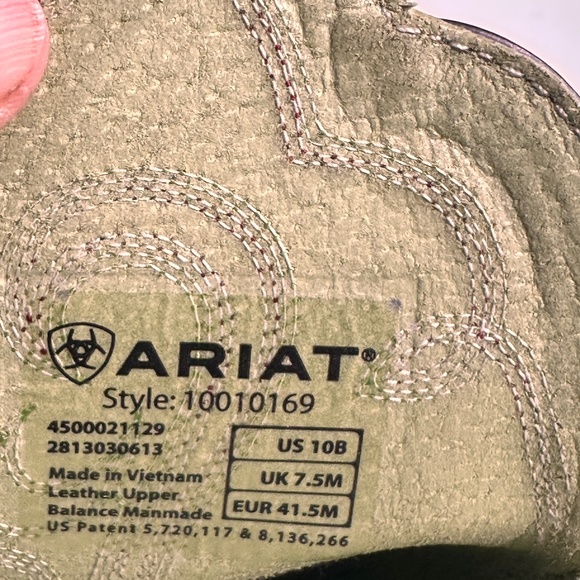 ARIAT®
Style: 10010169
4500021129
2813030613
US 10B
UK 7.5M
EUR 41.5M
Made in Vietnam
Leather Upper
Balance Manmade
US Patent 5,720,117 & 8,136,266